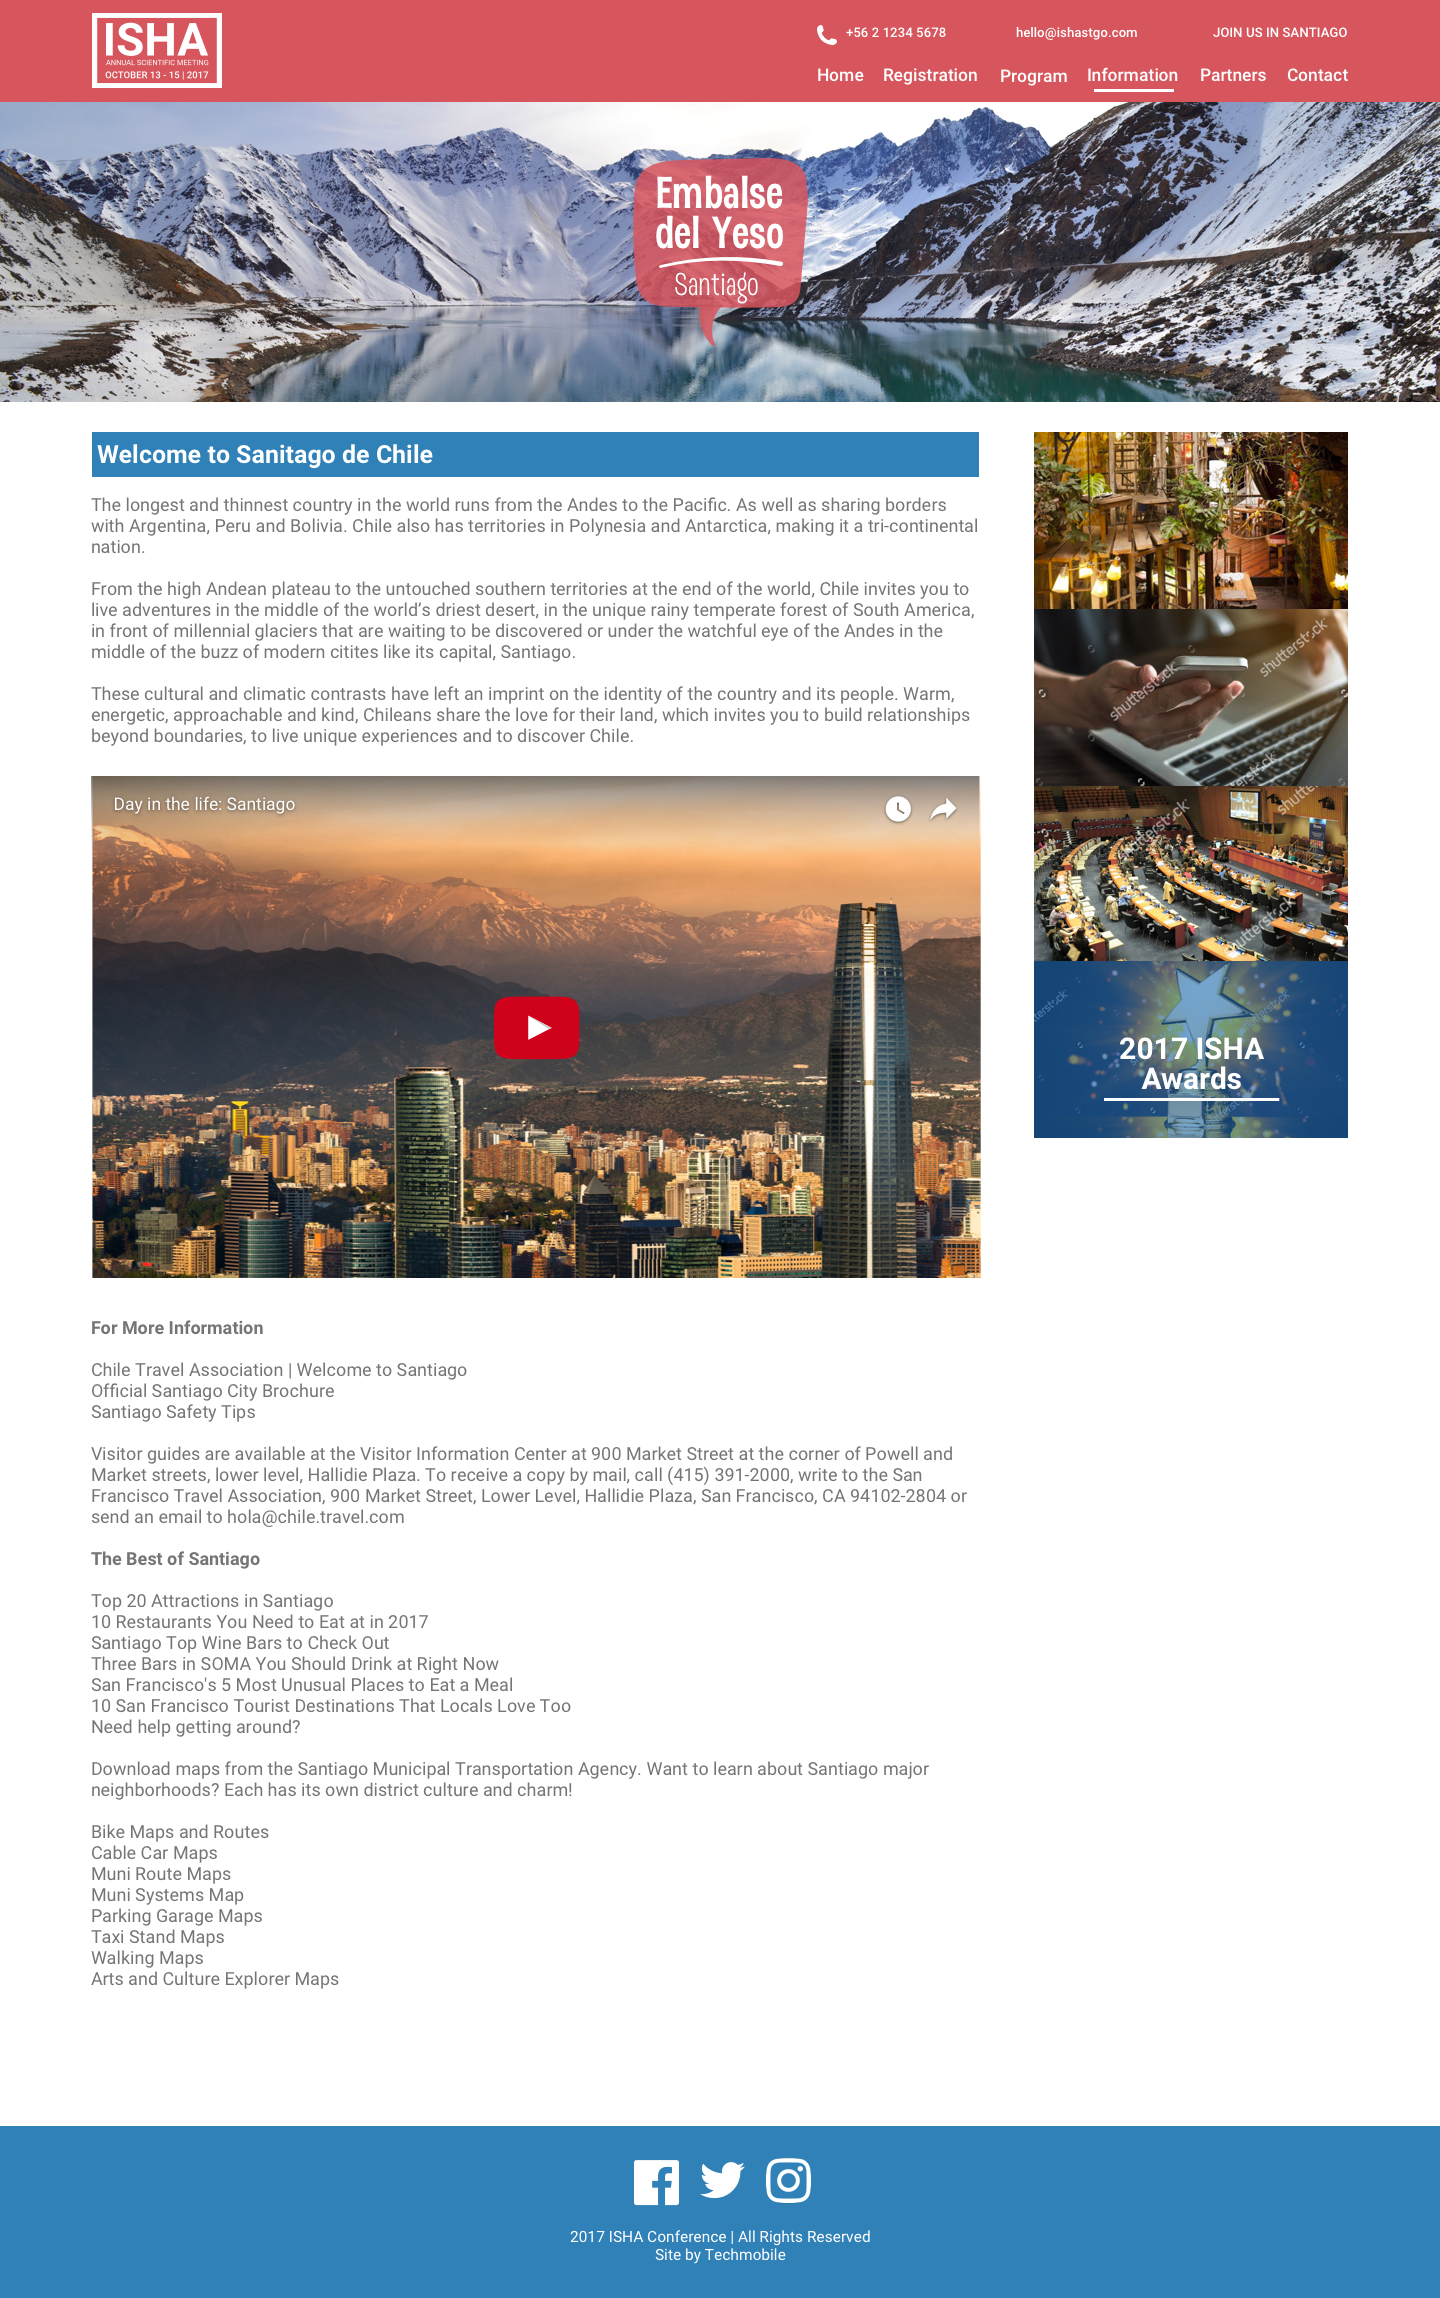 ISHA
ANNUAL SCIENTIFIC MEETING
OCTOBER 13 - 15 | 2017
+56 2 1234 5678
hello@ishastgo.com
JOIN US IN SANTIAGO
Home
Registration
Program
Information
Partners
Contact
Embalse
del Yeso
Santiago
Welcome to Sanitago de Chile
The longest and thinnest country in the world runs from the Andes to the Pacific. As well as sharing borders
with Argentina, Peru and Bolivia. Chile also has territories in Polynesia and Antarctica, making it a tri-continental
nation.
From the high Andean plateau to the untouched southern territories at the end of the world, Chile invites you to
live adventures in the middle of the world’s driest desert, in the unique rainy temperate forest of South America,
in front of millennial glaciers that are waiting to be discovered or under the watchful eye of the Andes in the
middle of the buzz of modern citites like its capital, Santiago.
These cultural and climatic contrasts have left an imprint on the identity of the country and its people. Warm,
energetic, approachable and kind, Chileans share the love for their land, which invites you to build relationships
beyond boundaries, to live unique experiences and to discover Chile.
Day in the life: Santiago
For More Information
Chile Travel Association | Welcome to Santiago
Official Santiago City Brochure
Santiago Safety Tips
Visitor guides are available at the Visitor Information Center at 900 Market Street at the corner of Powell and
Market streets, lower level, Hallidie Plaza. To receive a copy by mail, call (415) 391-2000, write to the San
Francisco Travel Association, 900 Market Street, Lower Level, Hallidie Plaza, San Francisco, CA 94102-2804 or
send an email to hola@chile.travel.com
The Best of Santiago
Top 20 Attractions in Santiago
10 Restaurants You Need to Eat at in 2017
Santiago Top Wine Bars to Check Out
Three Bars in SOMA You Should Drink at Right Now
San Francisco's 5 Most Unusual Places to Eat a Meal
10 San Francisco Tourist Destinations That Locals Love Too
Need help getting around?
Download maps from the Santiago Municipal Transportation Agency. Want to learn about Santiago major
neighborhoods? Each has its own district culture and charm!
Bike Maps and Routes
Cable Car Maps
Muni Route Maps
Muni Systems Map
Parking Garage Maps
Taxi Stand Maps
Walking Maps
Arts and Culture Explorer Maps
shutterstock
shutterstock
shutterstock
shutterstock
2017 ISHA
Awards
2017 ISHA Conference | All Rights Reserved
Site by Techmobile